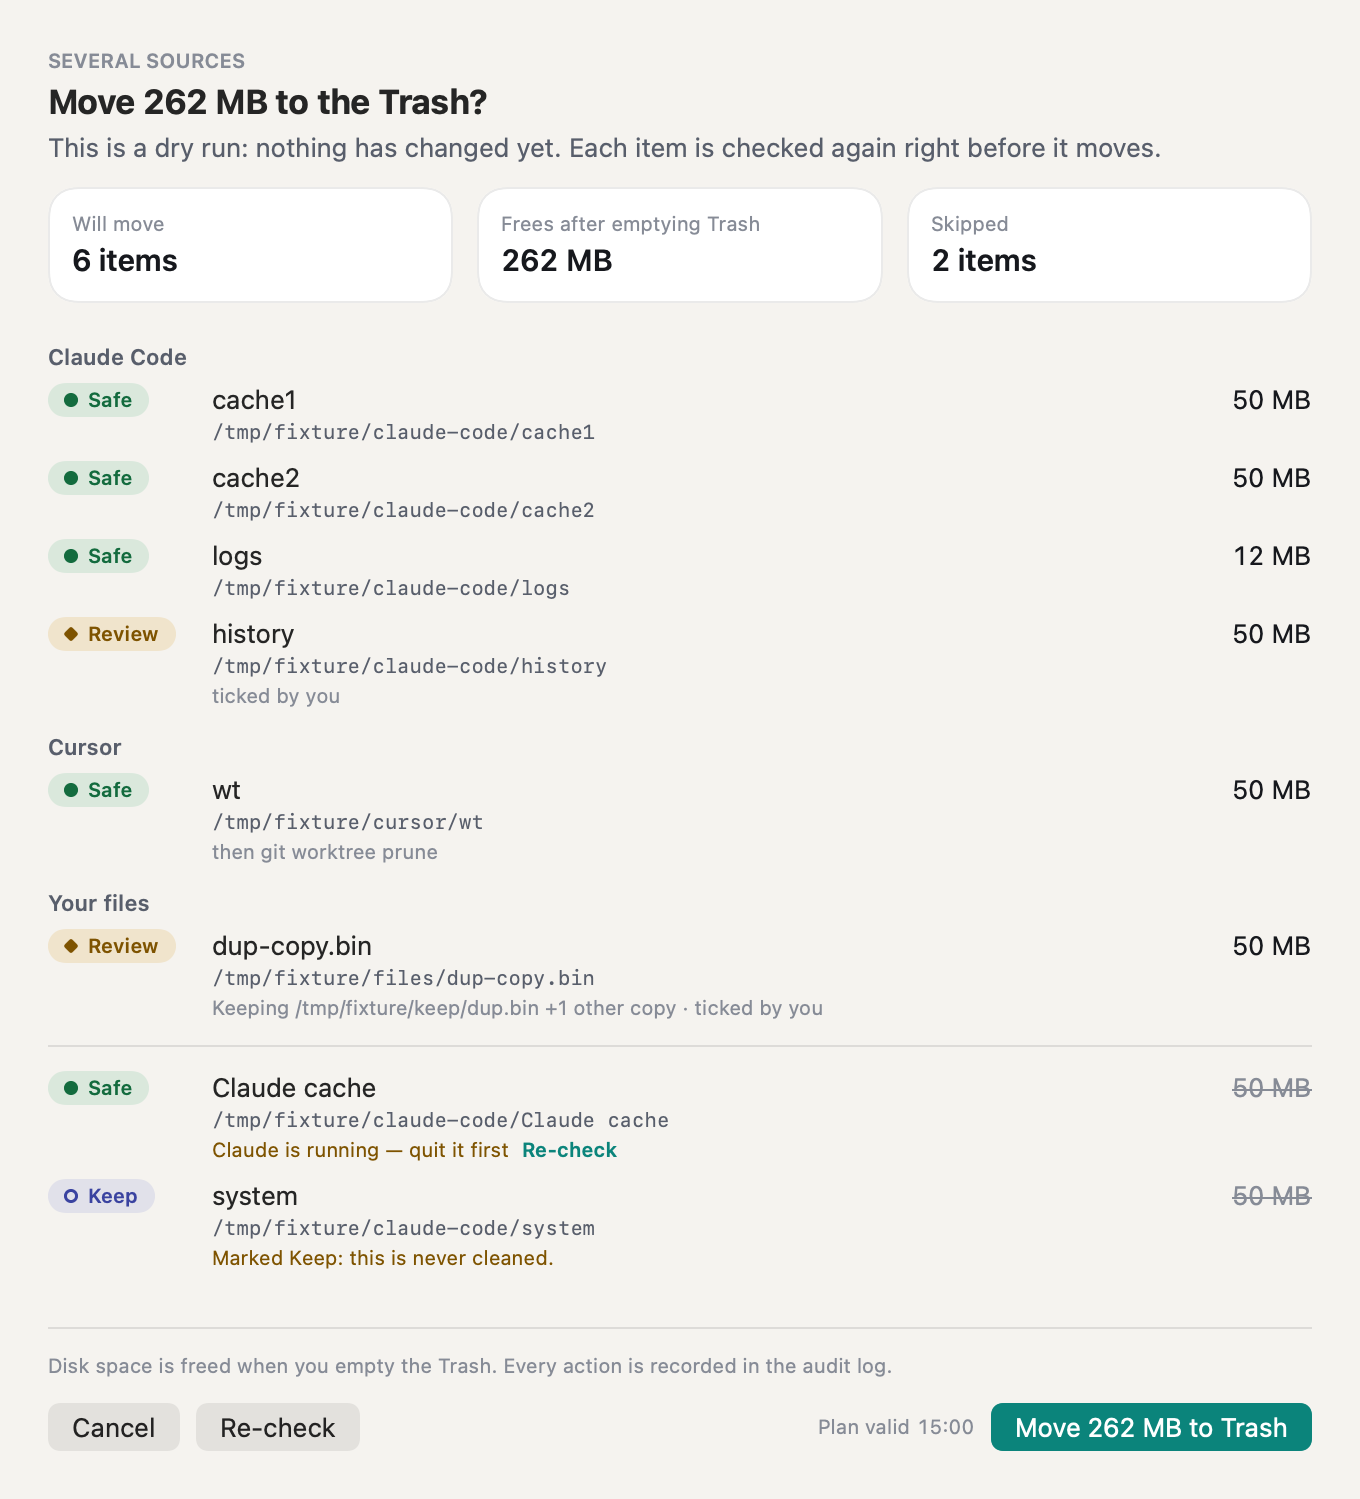 SEVERAL SOURCES
Move 262 MB to the Trash?
This is a dry run: nothing has changed yet. Each item is checked again right before it moves.
Will move
6 items
Frees after emptying Trash
262 MB
Skipped
2 items
Claude Code
Safe cache1 50 MB
/tmp/fixture/claude-code/cache1
Safe cache2 50 MB
/tmp/fixture/claude-code/cache2
Safe logs 12 MB
/tmp/fixture/claude-code/logs
Review history 50 MB
/tmp/fixture/claude-code/history
ticked by you
Cursor
Safe wt 50 MB
/tmp/fixture/cursor/wt
then git worktree prune
Your files
Review dup-copy.bin 50 MB
/tmp/fixture/files/dup-copy.bin
Keeping /tmp/fixture/keep/dup.bin +1 other copy · ticked by you
Safe Claude cache 50 MB
/tmp/fixture/claude-code/Claude cache
Claude is running — quit it first Re-check
Keep system 50 MB
/tmp/fixture/claude-code/system
Marked Keep: this is never cleaned.
Disk space is freed when you empty the Trash. Every action is recorded in the audit log.
Cancel Re-check Plan valid 15:00 Move 262 MB to Trash